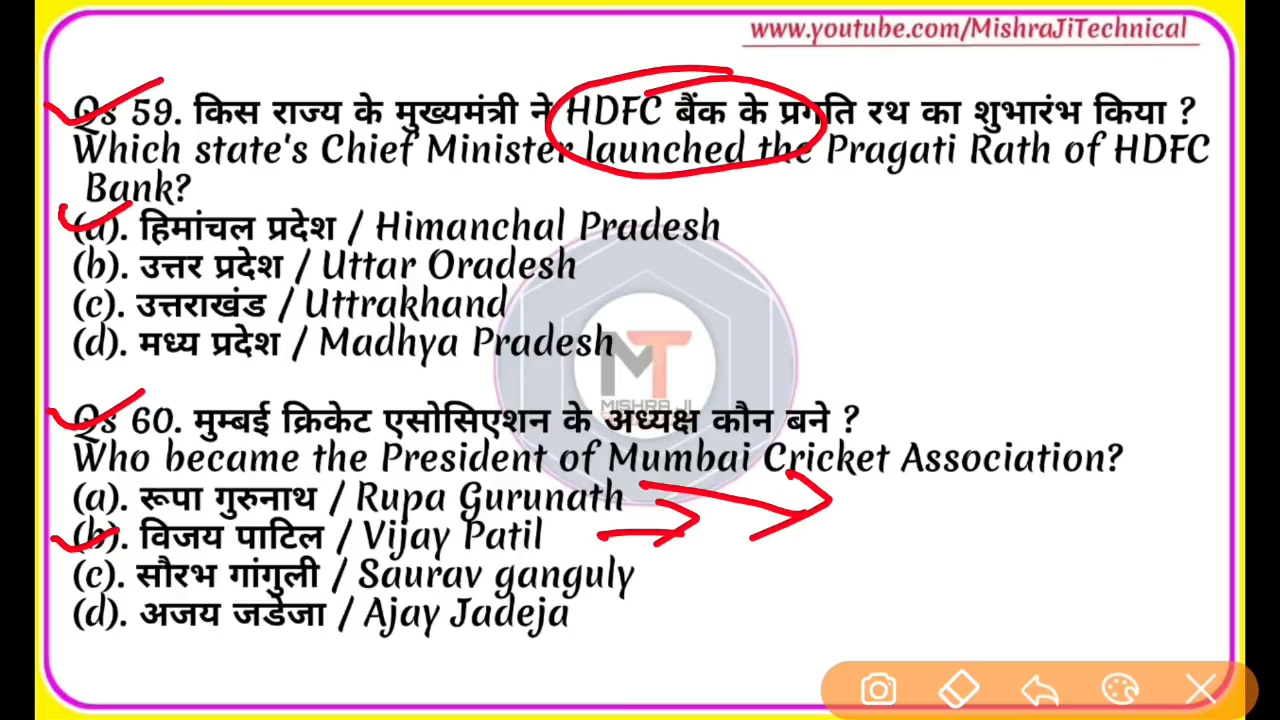 www.youtube.com/MishraJiTechnical
Qs 59. किस राज्य के मुख्यमंत्री ने HDFC बैंक के प्रगति रथ का शुभारंभ किया ?
Which state's Chief Minister launched the Pragati Rath of HDFC
Bank?
(a). हिमांचल प्रदेश / Himanchal Pradesh
(b). उत्तर प्रदेश / Uttar Oradesh
(c). उत्तराखंड / Uttrakhand
(d). मध्य प्रदेश / Madhya Pradesh
MT
MISHRA JI
Qs 60. मुम्बई क्रिकेट एसोसिएशन के अध्यक्ष कौन बने ?
Who became the President of Mumbai Cricket Association?
(a). रूपा गुरुनाथ / Rupa Gurunath
(b). विजय पाटिल / Vijay Patil
(c). सौरभ गांगुली / Saurav ganguly
(d). अजय जडेजा / Ajay Jadeja